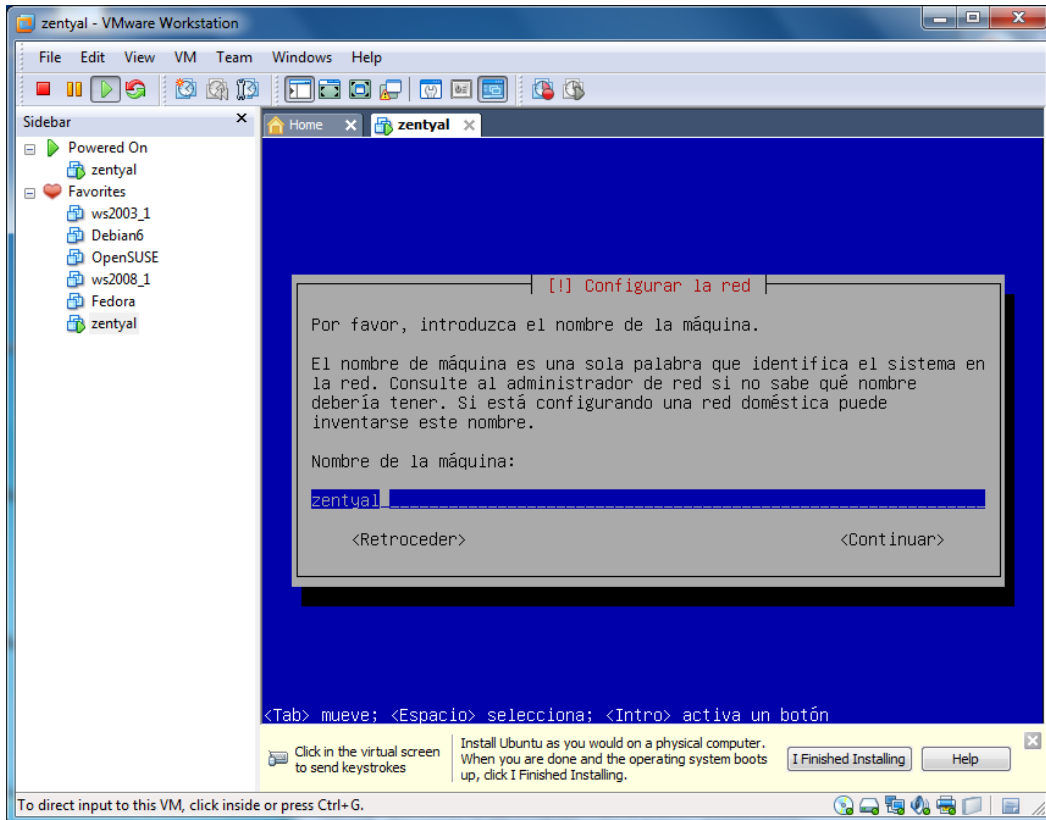 zentyal - VMware Workstation
File Edit View VM Team Windows Help
Sidebar x
Home x zentyal x
Powered On
zentyal
Favorites
ws2003_1
Debian6
OpenSUSE
ws2008_1
Fedora
zentyal
[!] Configurar la red
Por favor, introduzca el nombre de la máquina.
El nombre de máquina es una sola palabra que identifica el sistema en
la red. Consulte al administrador de red si no sabe qué nombre
debería tener. Si está configurando una red doméstica puede
inventarse este nombre.
Nombre de la máquina:
zentyal
<Retroceder> <Continuar>
<Tab> mueve; <Espacio> selecciona; <Intro> activa un botón
Click in the virtual screen
to send keystrokes
Install Ubuntu as you would on a physical computer.
When you are done and the operating system boots
up, click I Finished Installing.
I Finished Installing Help
To direct input to this VM, click inside or press Ctrl+G.